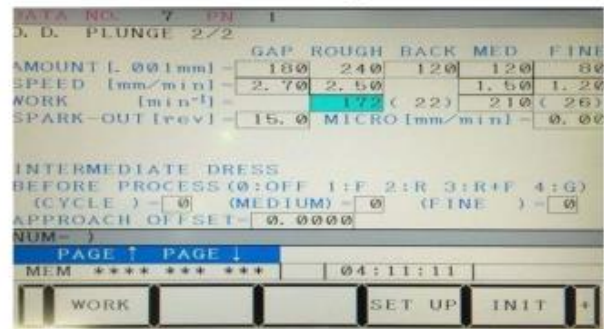 DATA NO. 7 PN 1
O. D. PLUNGE 2/2
GAP ROUGH BACK MED FINE
AMOUNT [. 001mm] = 180 240 120 120 80
SPEED [mm/min] = 2. 70 2. 50 1. 50 1. 20
WORK [min⁻¹] = 172 ( 22) 210 ( 26)
SPARK-OUT [rev] = 15. 0 MICRO [mm/min] = 0. 00
INTERMEDIATE DRESS
BEFORE PROCESS (0:OFF 1:F 2:R 3:R+F 4:G)
(CYCLE ) = 0 (MEDIUM) = 0 (FINE ) = 0
APPROACH OFFSET= 0. 0000
NUM= )
PAGE ↑ PAGE ↓
MEM **** *** *** 04:11:11
WORK SET UP INIT +